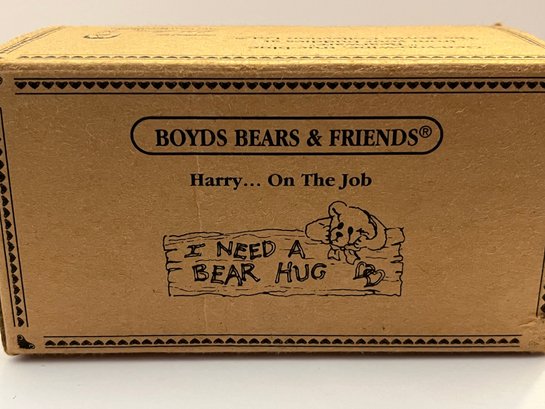 BOYDS BEARS & FRIENDS®
Harry... On The Job
I NEED A
BEAR HUG